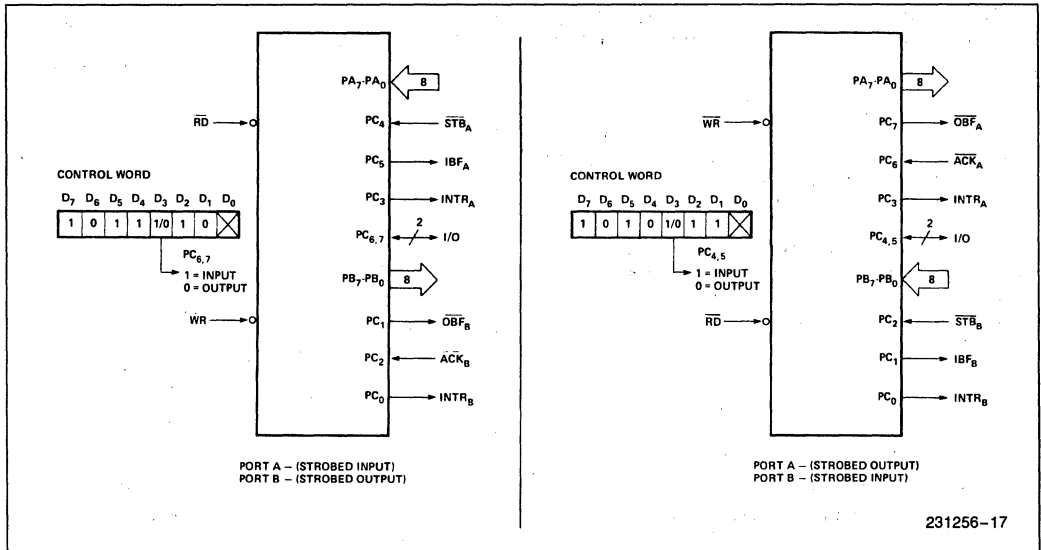 PA7-PA0
8
RD
PC4
STBA
PC5
IBFA
CONTROL WORD
D7 D6 D5 D4 D3 D2 D1 D0
1 0 1 1 1/0 1 0
PC3
INTRA
PC6,7
2
I/O
PC6,7
1 = INPUT
0 = OUTPUT
PB7-PB0
8
WR
PC1
OBFB
PC2
ACKB
PC0
INTRB
PORT A – (STROBED INPUT)
PORT B – (STROBED OUTPUT)
PA7-PA0
8
WR
PC7
OBFA
PC6
ACKA
CONTROL WORD
D7 D6 D5 D4 D3 D2 D1 D0
1 0 1 0 1/0 1 1
PC3
INTRA
PC4,5
2
I/O
PC4,5
1 = INPUT
0 = OUTPUT
PB7-PB0
8
RD
PC2
STBB
PC1
IBFB
PC0
INTRB
PORT A – (STROBED OUTPUT)
PORT B – (STROBED INPUT)
231256-17